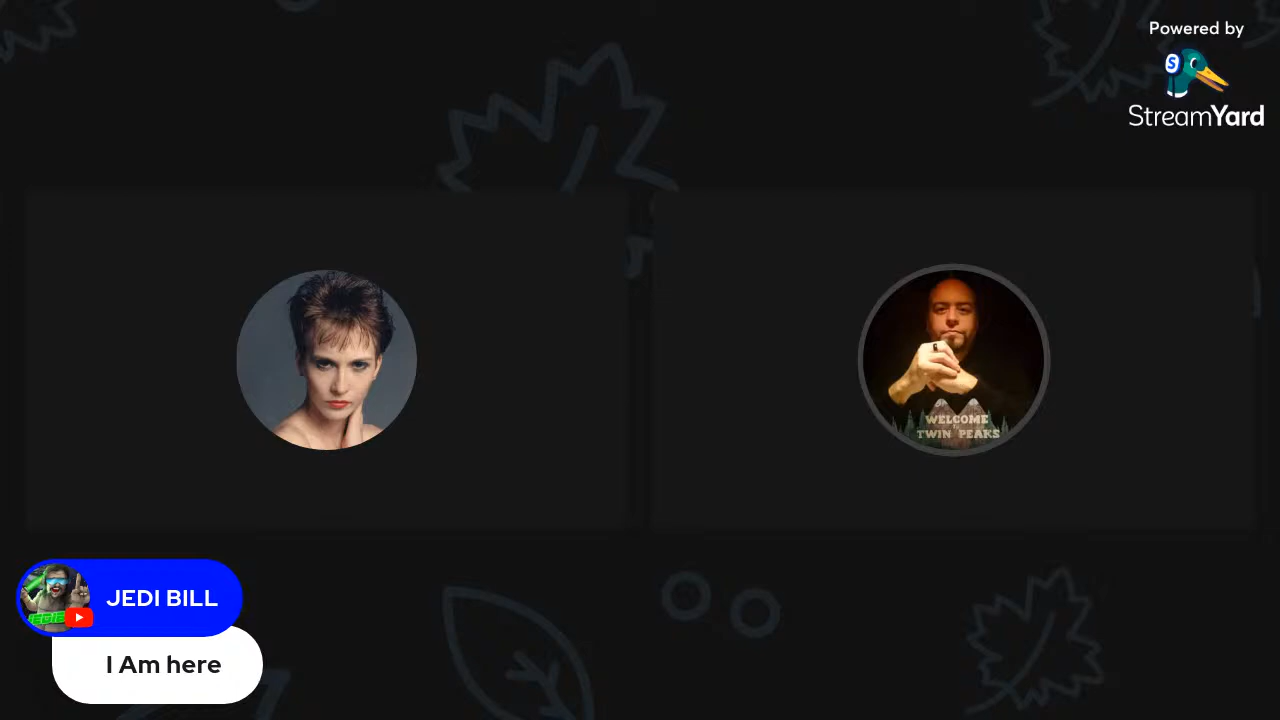 Powered by
S
StreamYard
WELCOME
TWIN PEAKS
JEDI BILL
I Am here